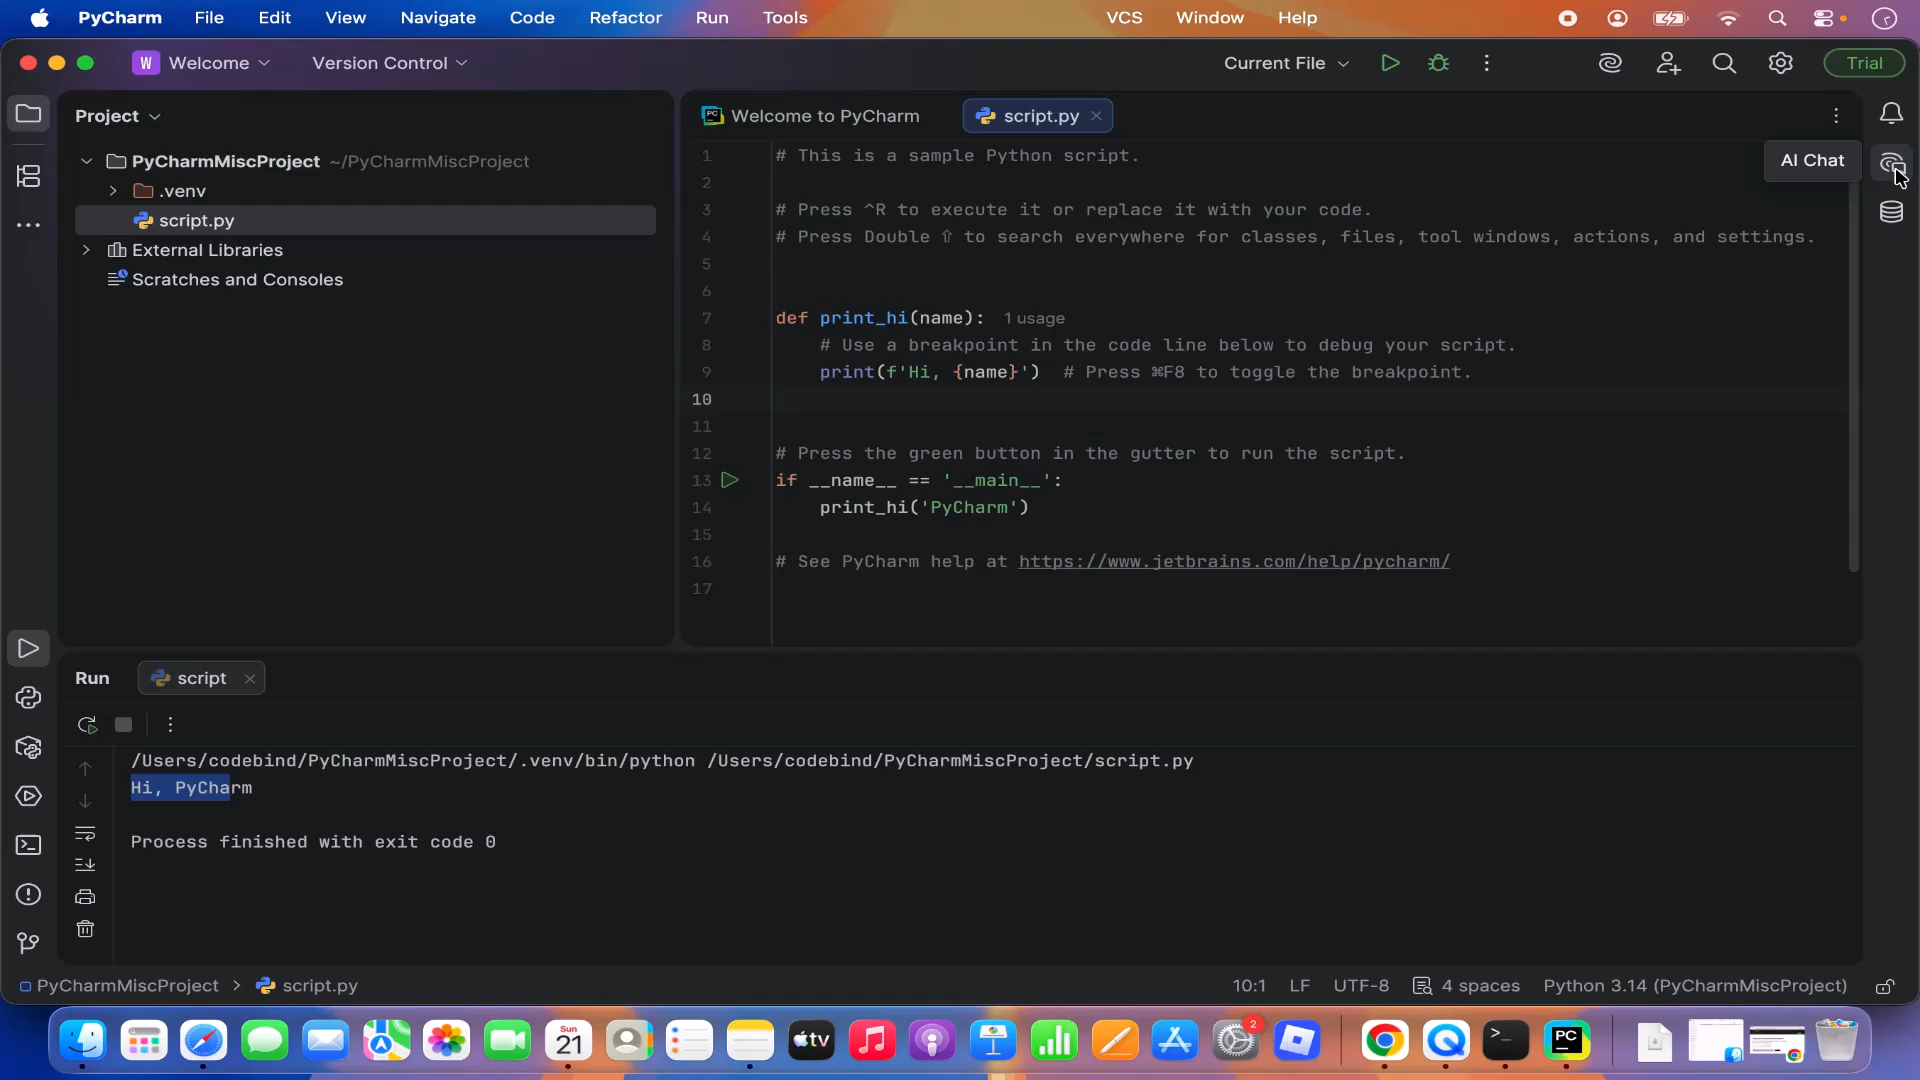 PyCharm File Edit View Navigate Code Refactor Run Tools VCS Window Help
W Welcome Version Control Current File Trial
Project
PyCharmMiscProject ~/PyCharmMiscProject
.venv
script.py
External Libraries
Scratches and Consoles
PC Welcome to PyCharm script.py
AI Chat
1 # This is a sample Python script.
2
3 # Press ^R to execute it or replace it with your code.
4 # Press Double ⇧ to search everywhere for classes, files, tool windows, actions, and settings.
5
6
7 def print_hi(name): 1 usage
8 # Use a breakpoint in the code line below to debug your script.
9 print(f'Hi, {name}') # Press ⌘F8 to toggle the breakpoint.
10
11
12 # Press the green button in the gutter to run the script.
13 if __name__ == '__main__':
14 print_hi('PyCharm')
15
16 # See PyCharm help at https://www.jetbrains.com/help/pycharm/
17
Run script
/Users/codebind/PyCharmMiscProject/.venv/bin/python /Users/codebind/PyCharmMiscProject/script.py
Hi, PyCharm
Process finished with exit code 0
PyCharmMiscProject > script.py 10:1 LF UTF-8 4 spaces Python 3.14 (PyCharmMiscProject)
Sun
21
tv
2
PC